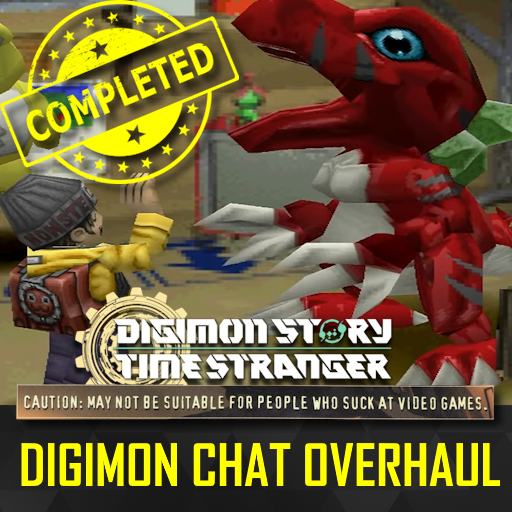 COMPLETED
DIGIMON STORY
TIME STRANGER
CAUTION: MAY NOT BE SUITABLE FOR PEOPLE WHO SUCK AT VIDEO GAMES.
DIGIMON CHAT OVERHAUL